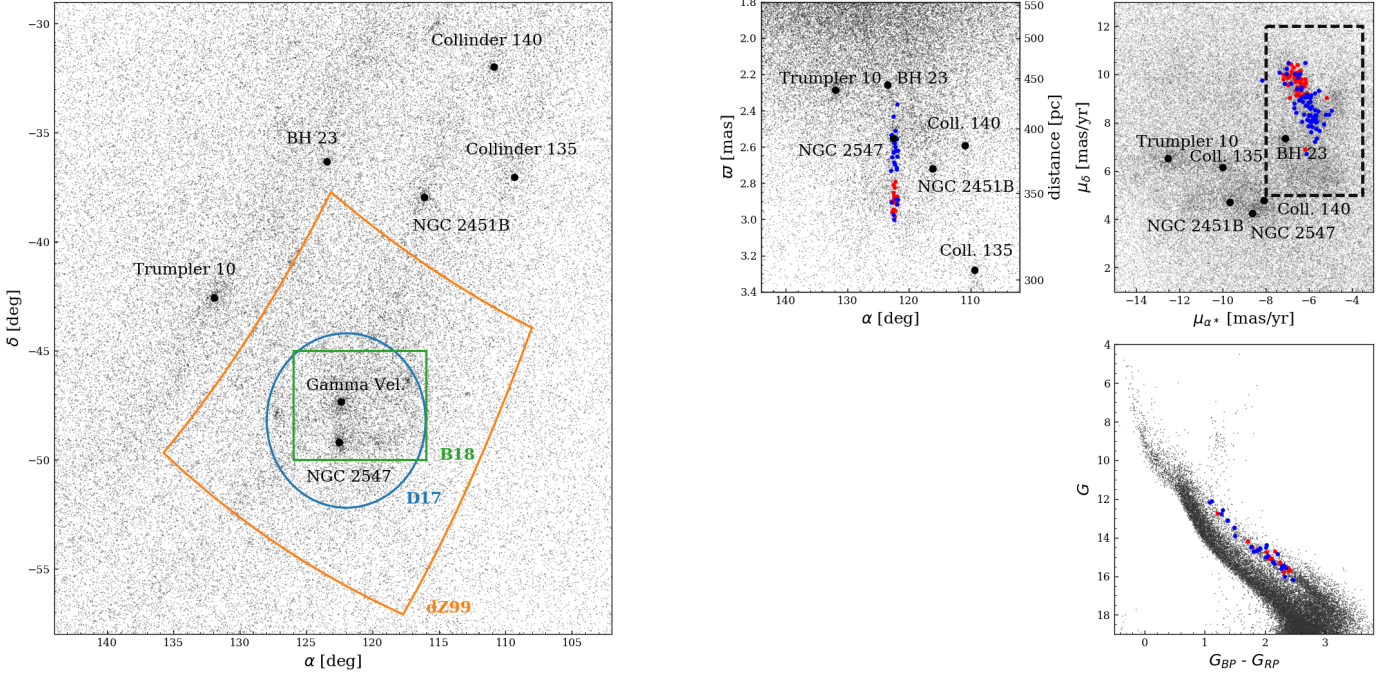 Collinder 140
BH 23
Collinder 135
NGC 2451B
Trumpler 10
Gamma Vel.
NGC 2547
B18
D17
dZ99
−30
−35
−40
−45
−50
−55
δ [deg]
140
135
130
125
120
115
110
105
α [deg]
1.8
2.0
2.2
2.4
2.6
2.8
3.0
3.2
3.4
ϖ [mas]
Trumpler 10
BH 23
Coll. 140
NGC 2547
NGC 2451B
Coll. 135
550
500
450
400
350
300
distance [pc]
140
130
120
110
α [deg]
12
10
8
6
4
2
μδ [mas/yr]
Trumpler 10
Coll. 135
BH 23
NGC 2451B
Coll. 140
NGC 2547
−14
−12
−10
−8
−6
−4
μα* [mas/yr]
4
6
8
10
12
14
16
18
G
0
1
2
3
GBP - GRP